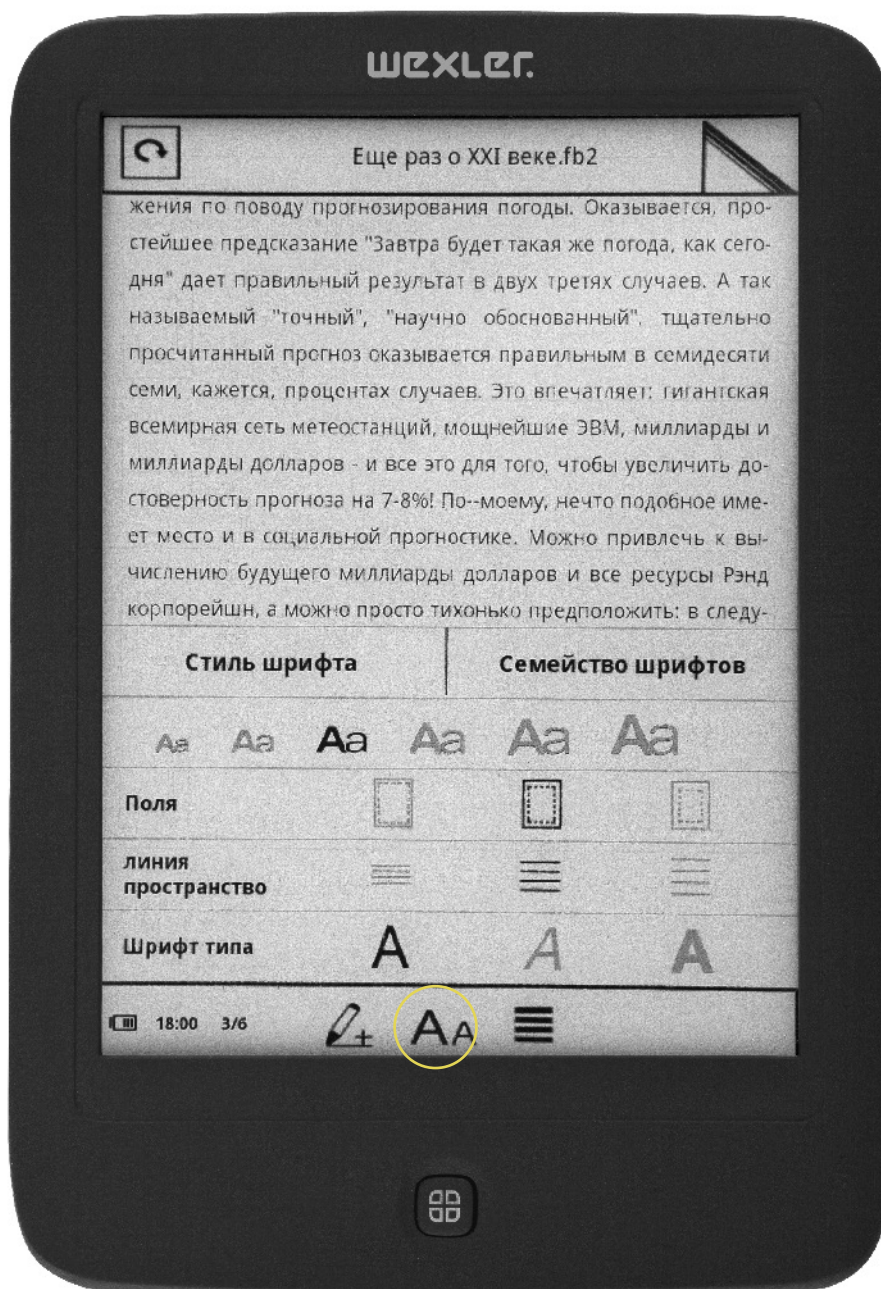 wexler.
Еще раз о XXI веке.fb2
жения по поводу прогнозирования погоды. Оказывается, про-
стейшее предсказание "Завтра будет такая же погода, как сего-
дня" дает правильный результат в двух третях случаев. А так
называемый "точный", "научно обоснованный", тщательно
просчитанный прогноз оказывается правильным в семидесяти
семи, кажется, процентах случаев. Это впечатляет: гигантская
всемирная сеть метеостанций, мощнейшие ЭВМ, миллиарды и
миллиарды долларов - и все это для того, чтобы увеличить до-
стоверность прогноза на 7-8%! По--моему, нечто подобное име-
ет место и в социальной прогностике. Можно привлечь к вы-
числению будущего миллиарды долларов и все ресурсы Рэнд
корпорейшн, а можно просто тихонько предположить: в следу-
Стиль шрифта Семейство шрифтов
Aa Aa Aa Aa Aa Aa
Поля
линия
пространство
Шрифт типа A A A
18:00 3/6 AA